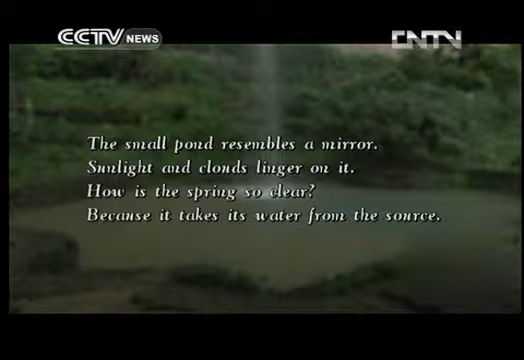 CCTV NEWS
CNTV
The small pond resembles a mirror.
Sunlight and clouds linger on it.
How is the spring so clear?
Because it takes its water from the source.